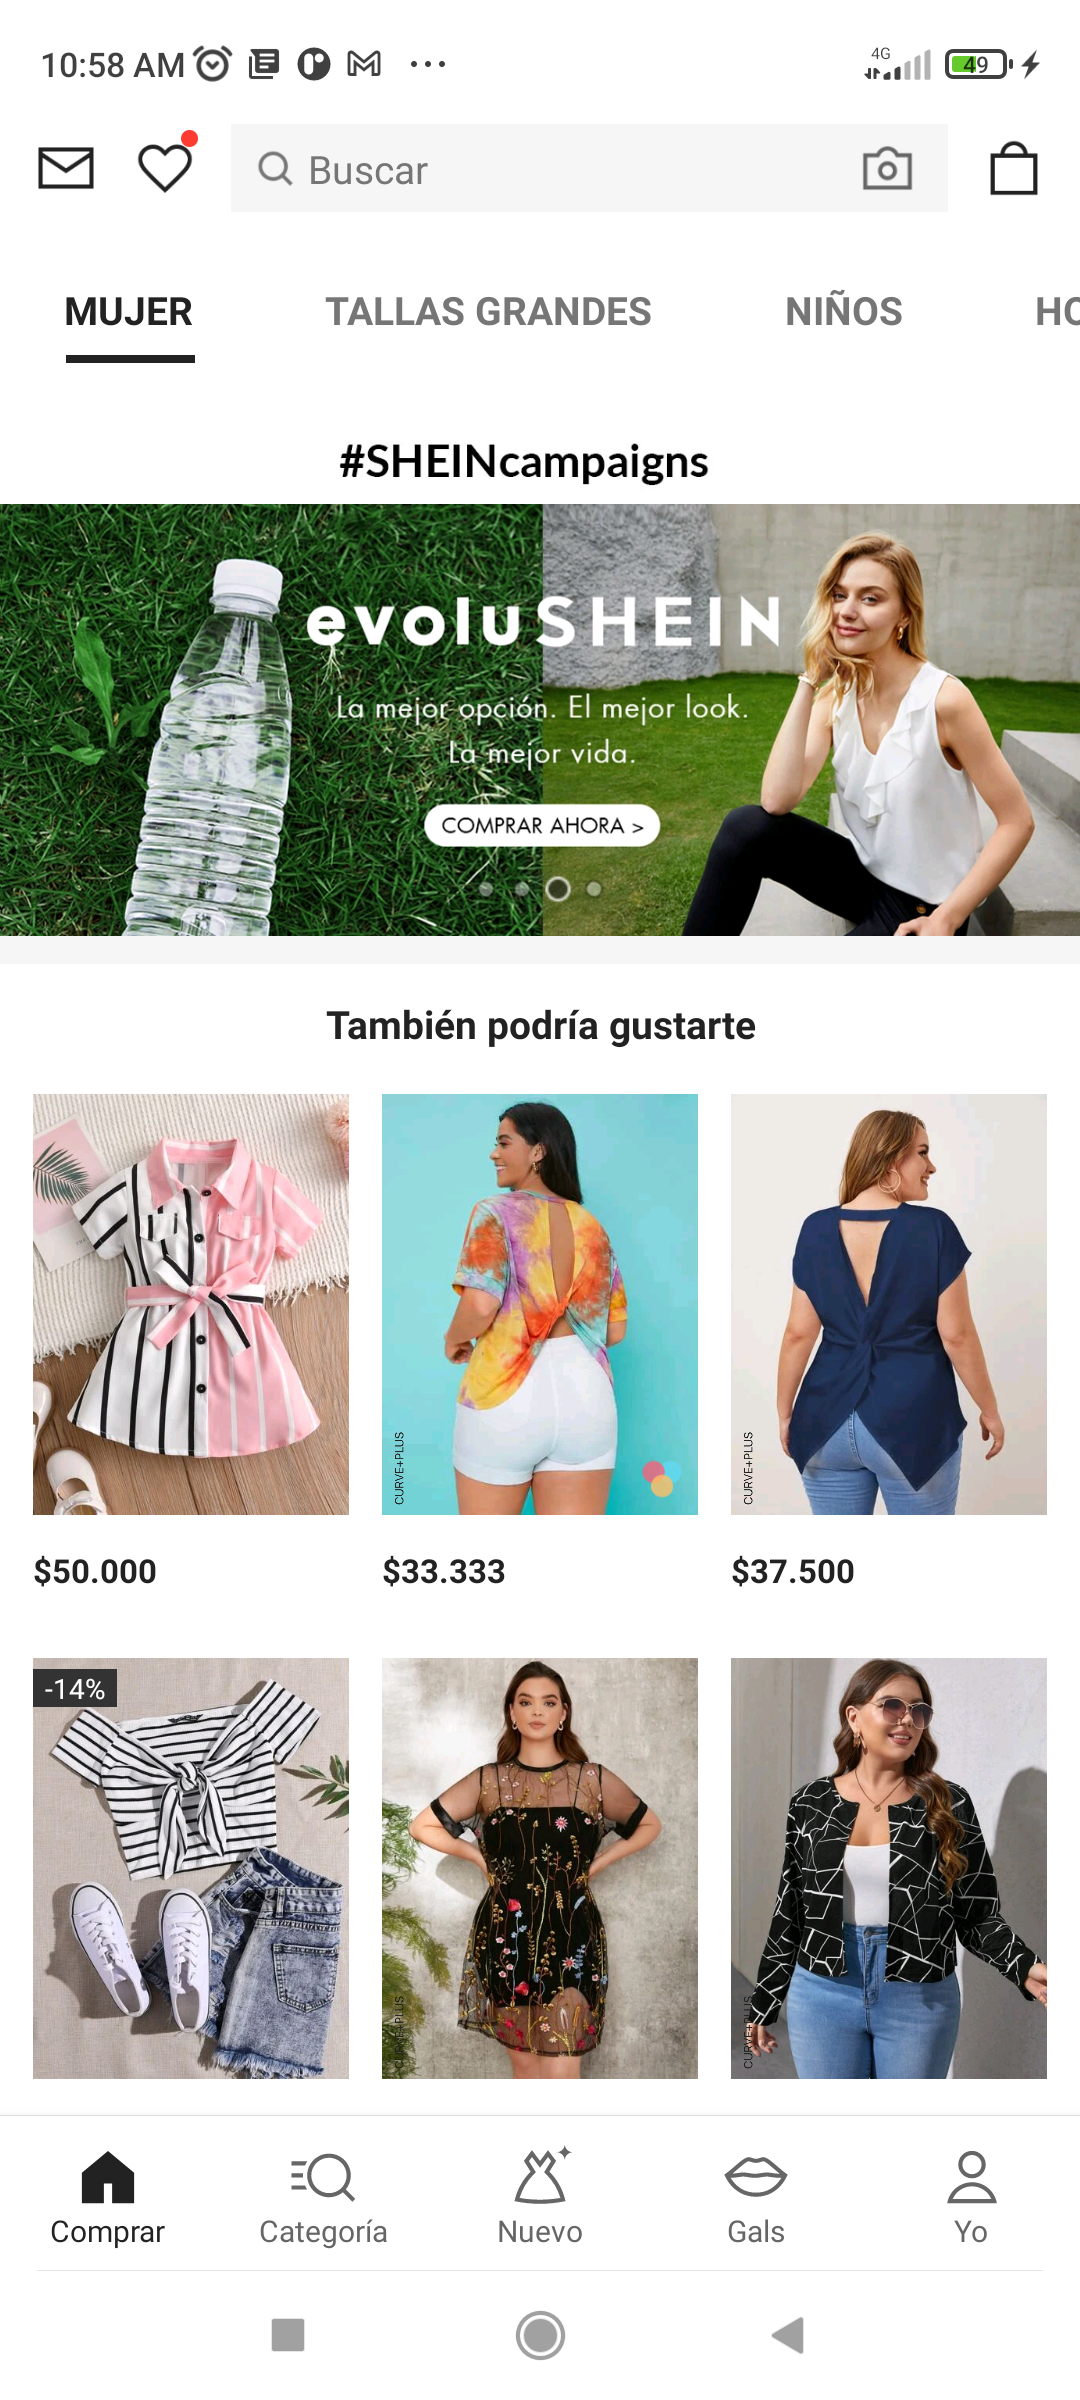 10:58 AM
4G
49
Buscar
MUJER
TALLAS GRANDES
NIÑOS
HO
#SHEINcampaigns
evoluSHEIN
La mejor opción. El mejor look.
La mejor vida.
COMPRAR AHORA >
También podría gustarte
CURVE+PLUS
CURVE+PLUS
$50.000
$33.333
$37.500
-14%
CURVE+PLUS
CURVE+PLUS
Comprar
Categoría
Nuevo
Gals
Yo